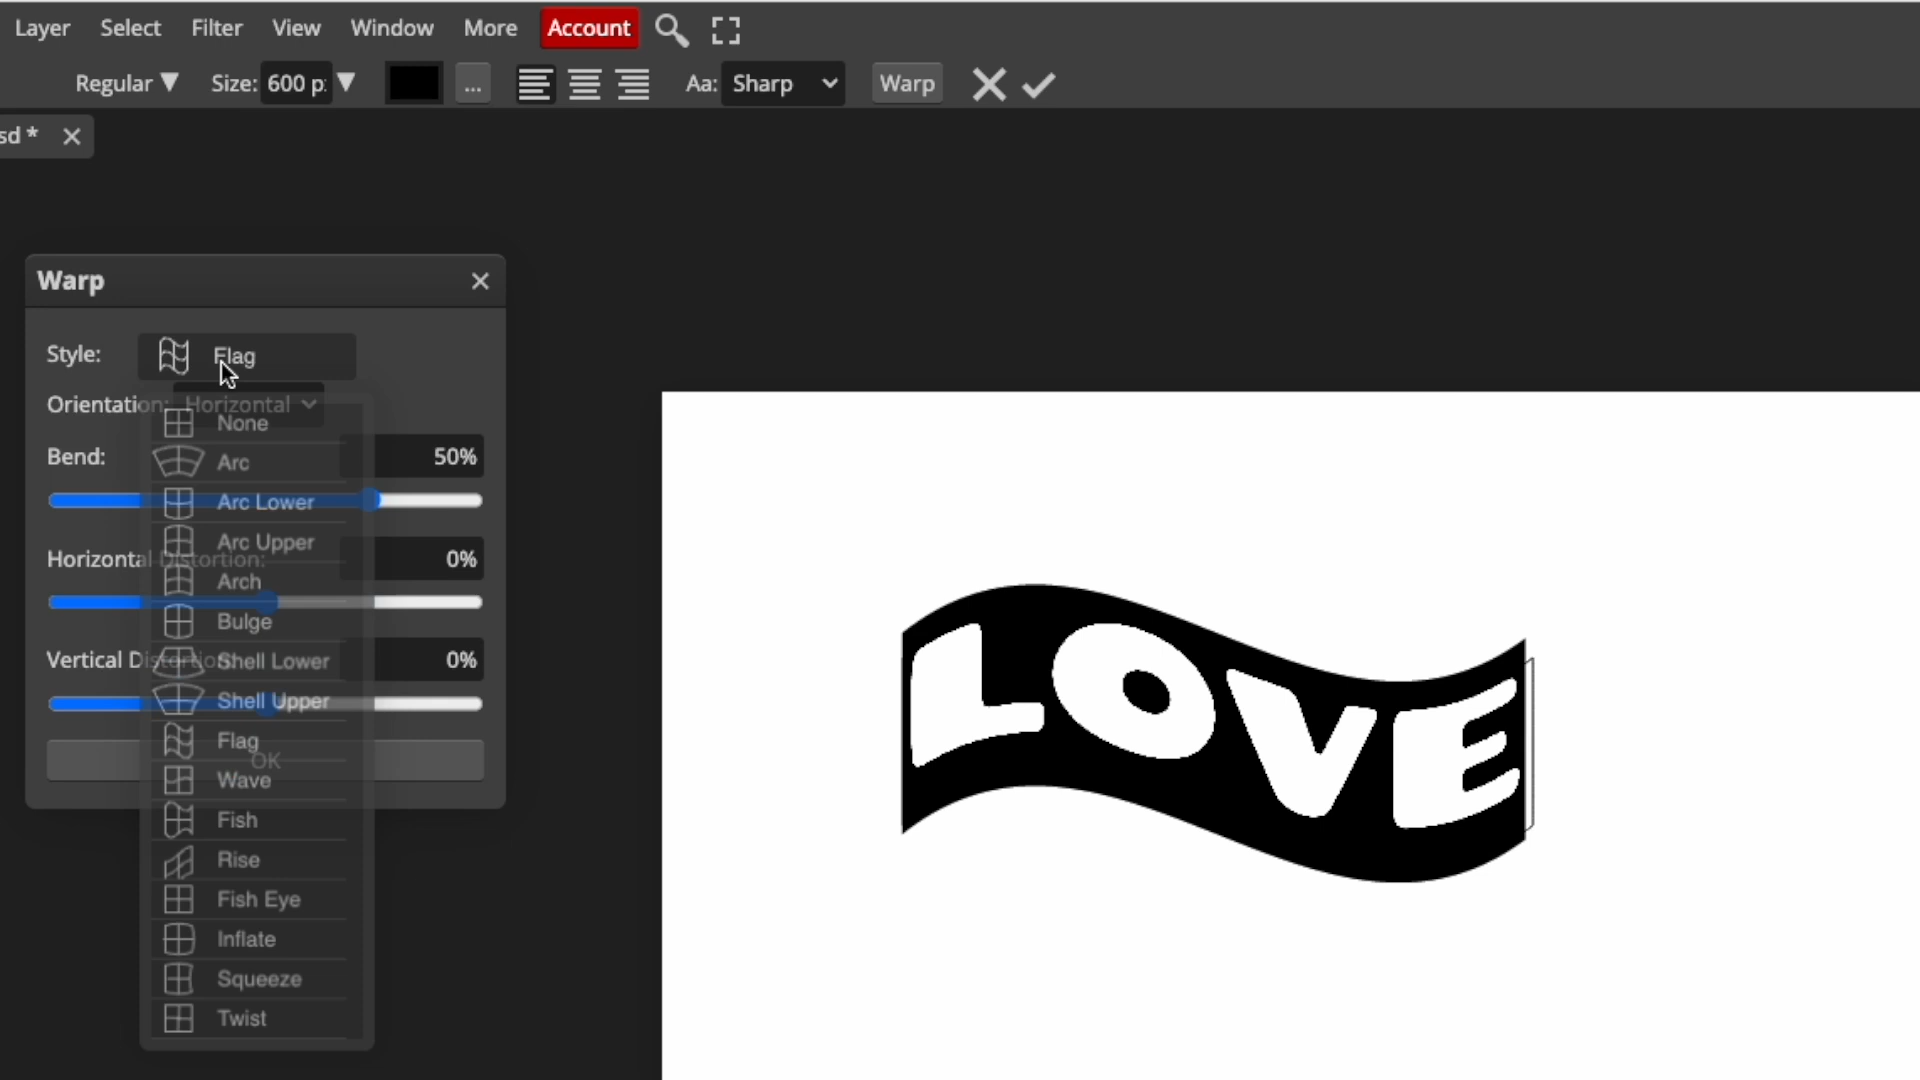 Layer Select Filter View Window More Account
Regular ▼ Size: 600 p: ▼ ... Aa: Sharp Warp
sd *
Warp
Style: Flag
Orientation: Horizontal
None
Bend: 50%
Arc
Arc Lower
Arc Upper
Horizontal Distortion: 0%
Arch
Bulge
Vertical Distortion: 0%
Shell Lower
Shell Upper
Flag
OK
Wave
Fish
Rise
Fish Eye
Inflate
Squeeze
Twist
LOVE